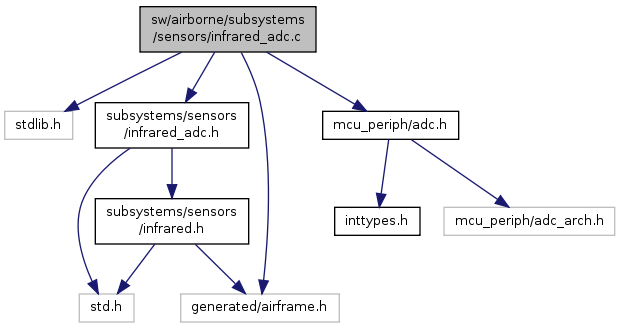 sw/airborne/subsystems
/sensors/infrared_adc.c
stdlib.h
subsystems/sensors
/infrared_adc.h
mcu_periph/adc.h
subsystems/sensors
/infrared.h
inttypes.h
mcu_periph/adc_arch.h
std.h
generated/airframe.h